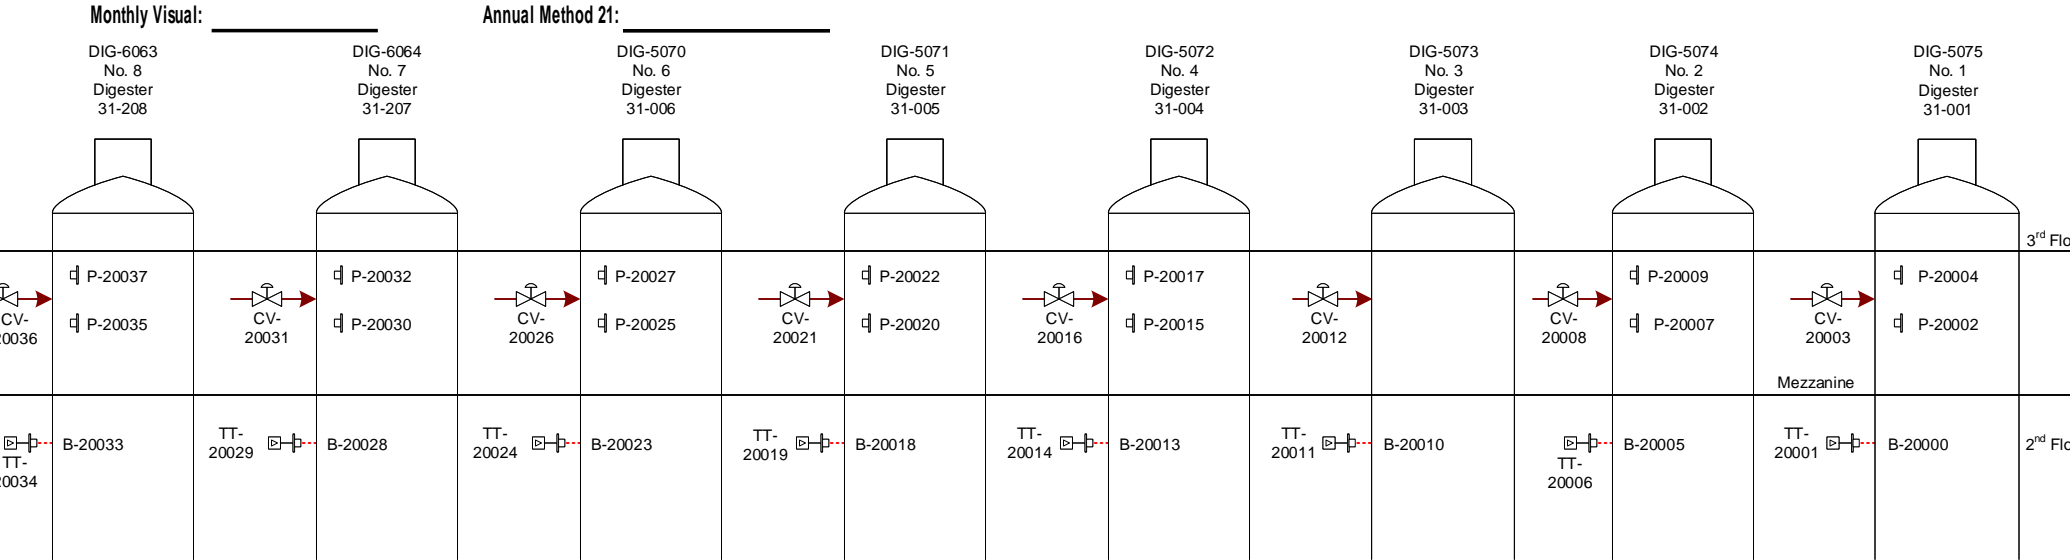 Monthly Visual: Annual Method 21:
DIG-6063
No. 8
Digester
31-208
DIG-6064
No. 7
Digester
31-207
DIG-5070
No. 6
Digester
31-006
DIG-5071
No. 5
Digester
31-005
DIG-5072
No. 4
Digester
31-004
DIG-5073
No. 3
Digester
31-003
DIG-5074
No. 2
Digester
31-002
DIG-5075
No. 1
Digester
31-001
3rd Flo
P-20037
P-20032
P-20027
P-20022
P-20017
P-20009
P-20004
CV-
20036
P-20035
CV-
20031
P-20030
CV-
20026
P-20025
CV-
20021
P-20020
CV-
20016
P-20015
CV-
20012
CV-
20008
P-20007
CV-
20003
P-20002
Mezzanine
TT-
20034
B-20033
TT-
20029
B-20028
TT-
20024
B-20023
TT-
20019
B-20018
TT-
20014
B-20013
TT-
20011
B-20010
TT-
20006
B-20005
TT-
20001
B-20000
2nd Flo